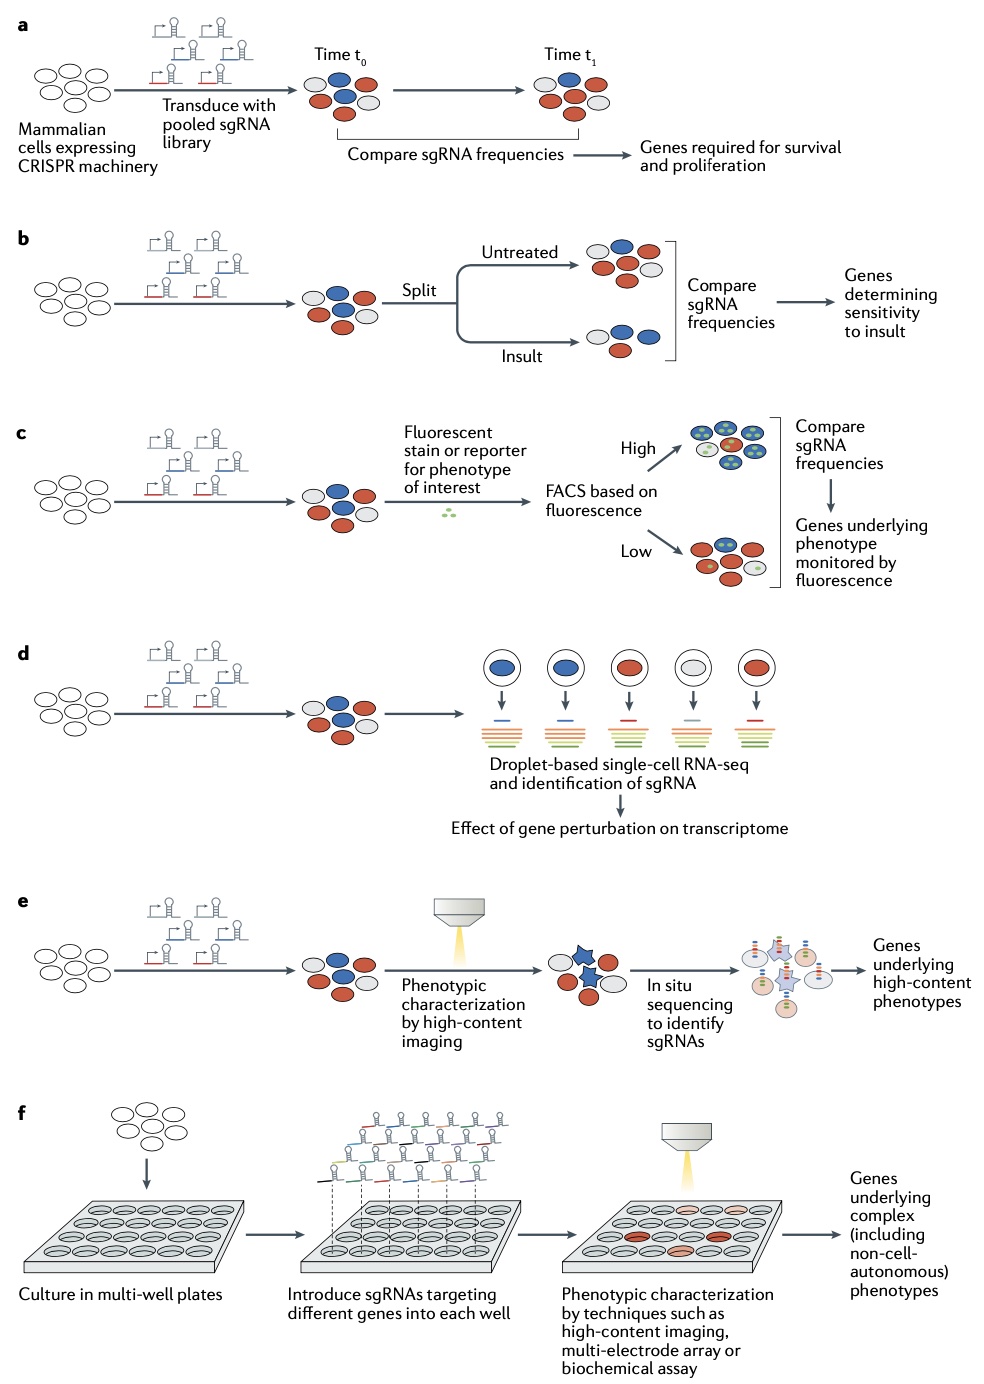 a
Time t0
Time t1
Transduce with
pooled sgRNA
library
Mammalian
cells expressing
CRISPR machinery
Compare sgRNA frequencies
Genes required for survival
and proliferation
b
Split
Untreated
Insult
Compare
sgRNA
frequencies
Genes
determining
sensitivity
to insult
c
Fluorescent
stain or reporter
for phenotype
of interest
High
FACS based on
fluorescence
Low
Compare
sgRNA
frequencies
Genes underlying
phenotype
monitored by
fluorescence
d
Droplet-based single-cell RNA-seq
and identification of sgRNA
Effect of gene perturbation on transcriptome
e
Phenotypic
characterization
by high-content
imaging
In situ
sequencing
to identify
sgRNAs
Genes
underlying
high-content
phenotypes
f
Culture in multi-well plates
Introduce sgRNAs targeting
different genes into each well
Phenotypic characterization
by techniques such as
high-content imaging,
multi-electrode array or
biochemical assay
Genes
underlying
complex
(including
non-cell-
autonomous)
phenotypes